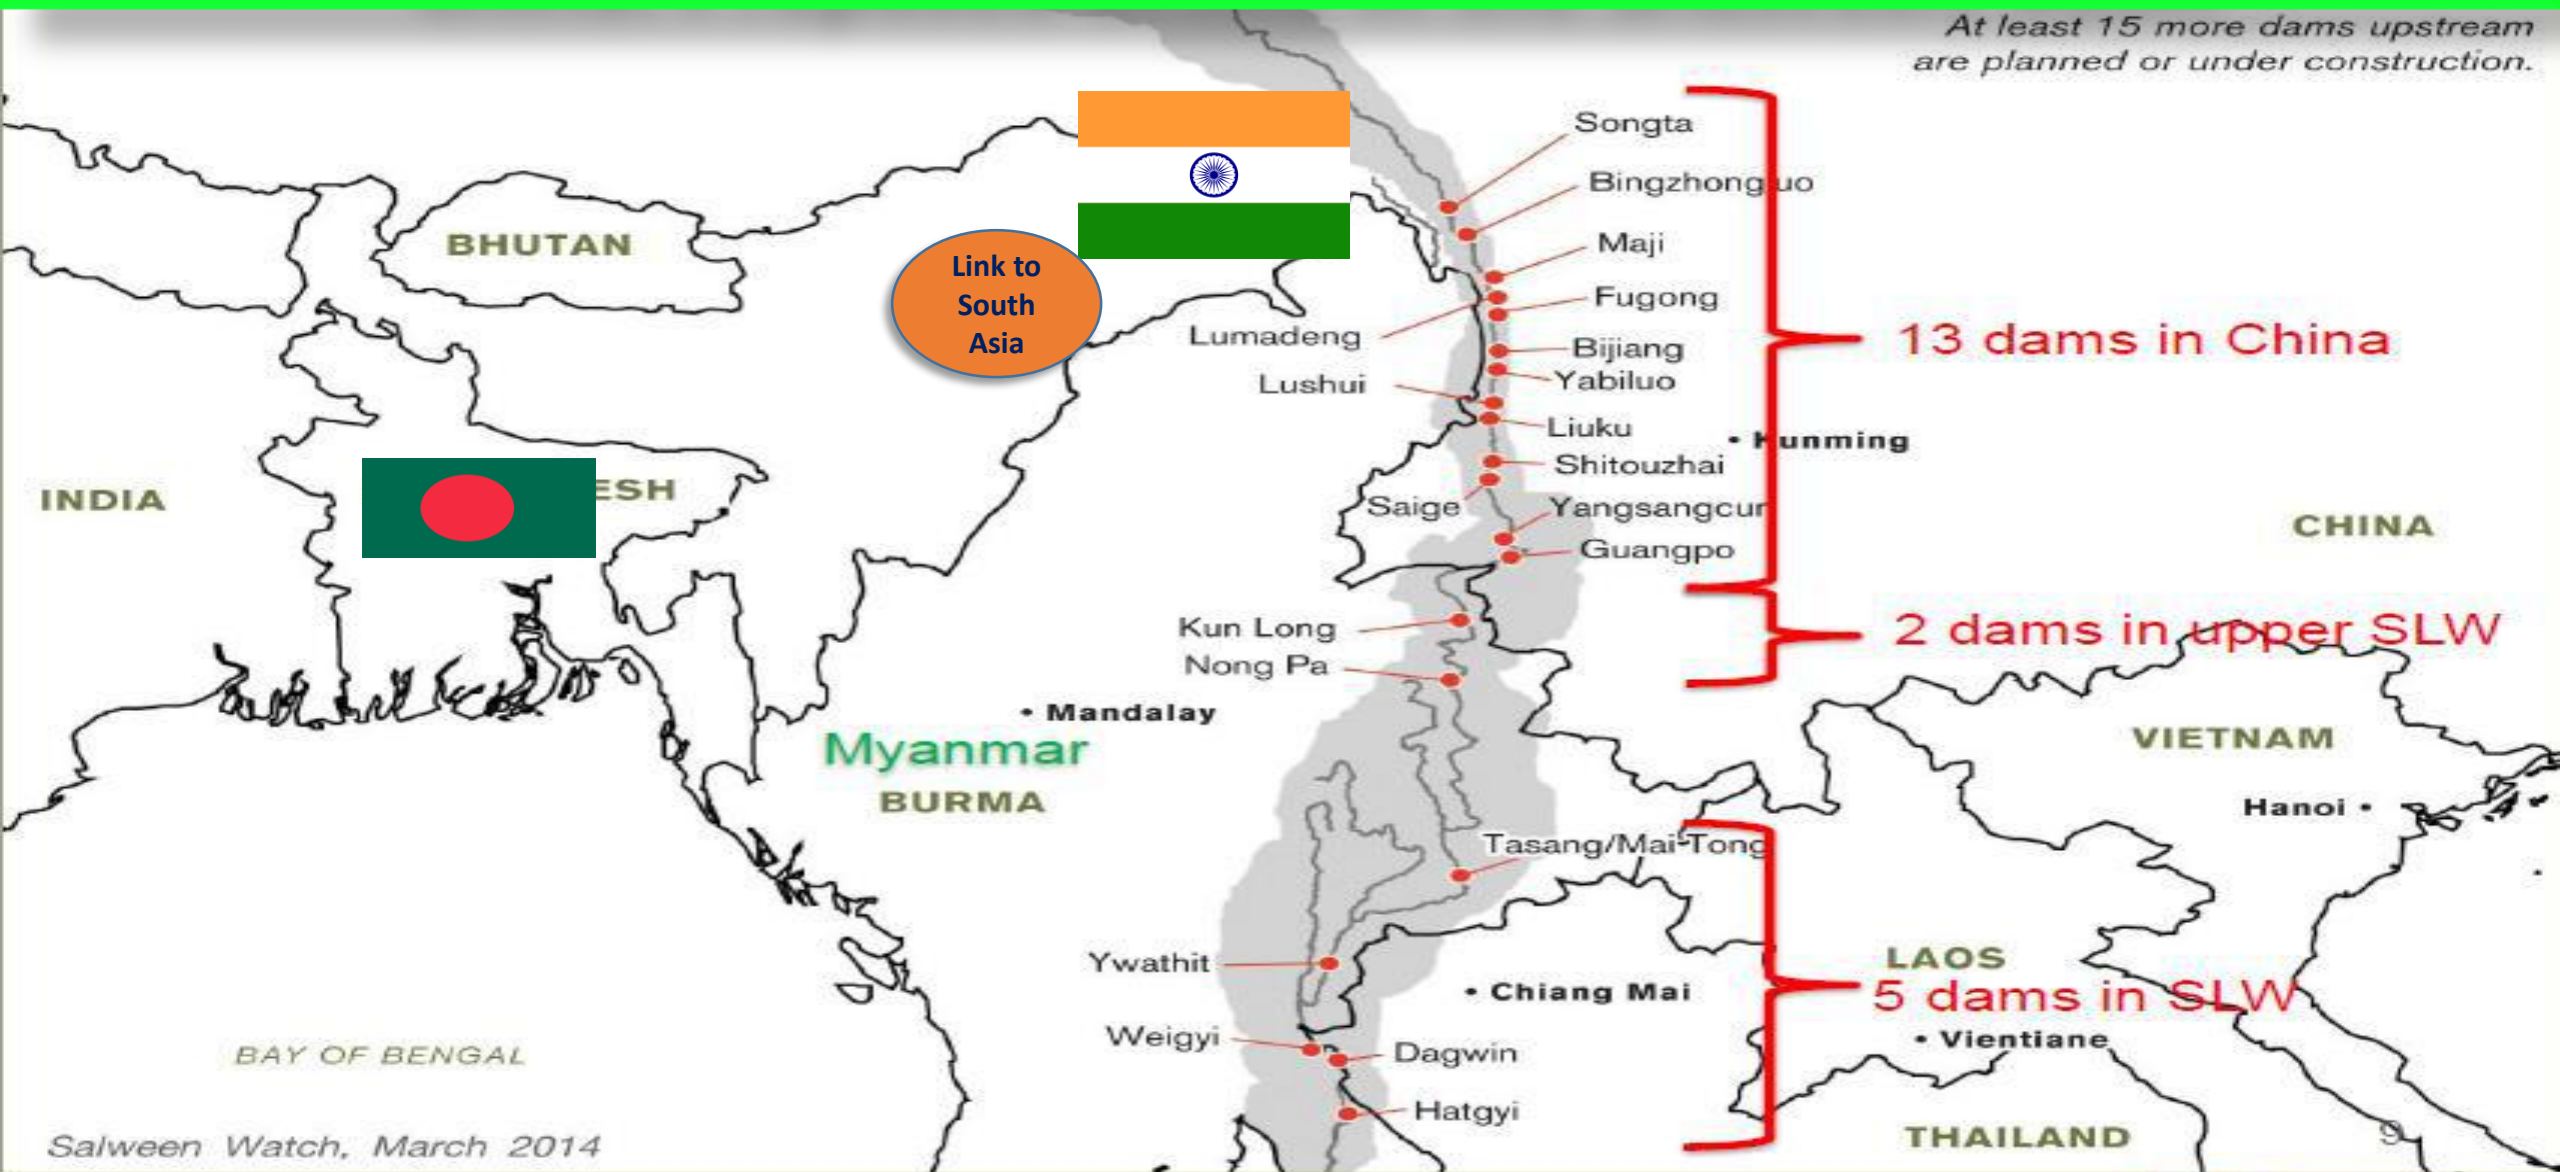 At least 15 more dams upstream
are planned or under construction.
Songta
Bingzhongluo
Maji
Fugong
Lumadeng
Bijiang
Yabiluo
Lushui
Liuku
Shitouzhai
Saige
Yangsangcun
Guangpo
Kun Long
Nong Pa
Tasang/Mai-Tong
Ywathit
Weigyi
Dagwin
Hatgyi
13 dams in China
2 dams in upper SLW
5 dams in SLW
Link to
South
Asia
BHUTAN
INDIA
ESH
Kunming
CHINA
Mandalay
Myanmar
BURMA
VIETNAM
Hanoi
LAOS
Chiang Mai
Vientiane
THAILAND
BAY OF BENGAL
Salween Watch, March 2014
9